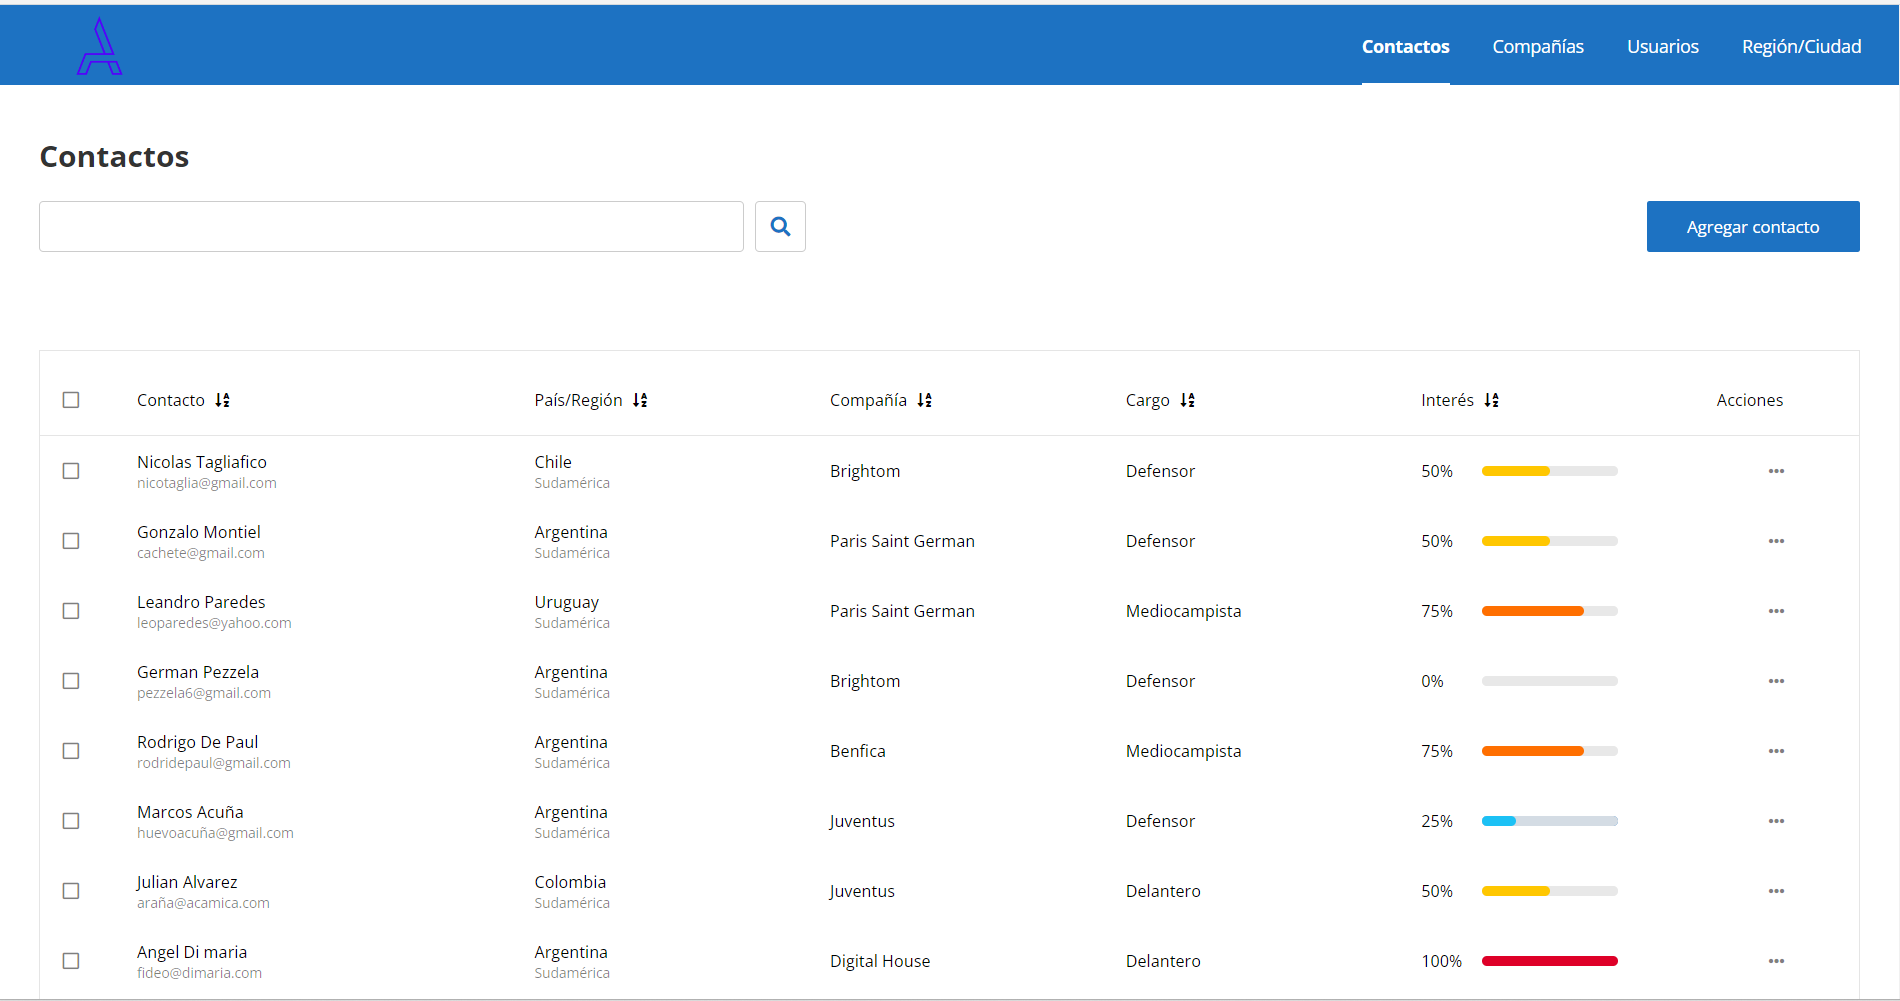 Contactos Compañías Usuarios Región/Ciudad
Contactos
Agregar contacto
Contacto País/Región Compañía Cargo Interés Acciones
Nicolas Tagliafico Chile
nicotaglia@gmail.com Sudamérica
Brightom Defensor 50%
Gonzalo Montiel Argentina
cachete@gmail.com Sudamérica
Paris Saint German Defensor 50%
Leandro Paredes Uruguay
leoparedes@yahoo.com Sudamérica
Paris Saint German Mediocampista 75%
German Pezzela Argentina
pezzela6@gmail.com Sudamérica
Brightom Defensor 0%
Rodrigo De Paul Argentina
rodridepaul@gmail.com Sudamérica
Benfica Mediocampista 75%
Marcos Acuña Argentina
huevoacuña@gmail.com Sudamérica
Juventus Defensor 25%
Julian Alvarez Colombia
araña@acamica.com Sudamérica
Juventus Delantero 50%
Angel Di maria Argentina
fideo@dimaria.com Sudamérica
Digital House Delantero 100%